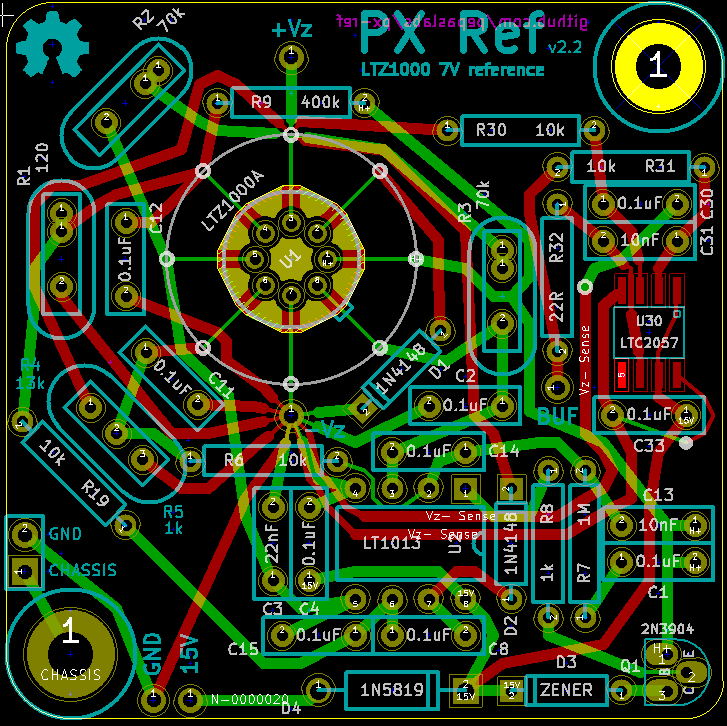 github.com/pepaslabs/px-ref
PX Ref
v2.2
LTZ1000 7V reference
1
R2
70k
+Vz
R9 400k
H+
R30 10k
10k R31
R1
120
C12
0.1uF
LTZ1000A
U1
H+
R3
70k
R32
22R
0.1uF
C30
10nF
C31
U30
LTC2057
Vz- Sense
R4
13k
0.1uF
C11
1N4148
D1
C2
0.1uF
BUF
0.1uF
15V
C33
-Vz
10k
R19
R5
1k
R6 10k
0.1uF
C14
GND
CHASSIS
22nF
0.1uF
15V
C3 C4
Vz- Sense
Vz- Sense
LT1013
1N4148
D2
R8
1k
1M
R7
C13
10nF
H+
0.1uF
H+
C1
15V
C15
0.1uF
0.1uF
C8
2N3904
H+
Q1
1
CHASSIS
GND
15V
N-0000020
D4
1N5819
15V
15V
D3
ZENER